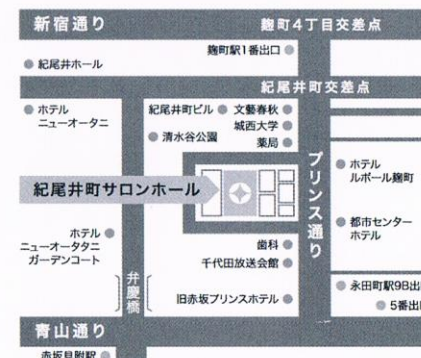 新宿通り
麹町4丁目交差点
麹町駅1番出口
紀尾井ホール
紀尾井町交差点
ホテル
ニューオータニ
紀尾井町ビル
文藝春秋
城西大学
清水谷公園
薬局
プリンス通り
ホテル
ルポール麹町
紀尾井町サロンホール
都市センター
ホテル
ホテル
ニューオータタニ
ガーデンコート
歯科
千代田放送会館
弁慶橋
旧赤坂プリンスホテル
永田町駅9B出
5番出
青山通り
赤坂見附駅